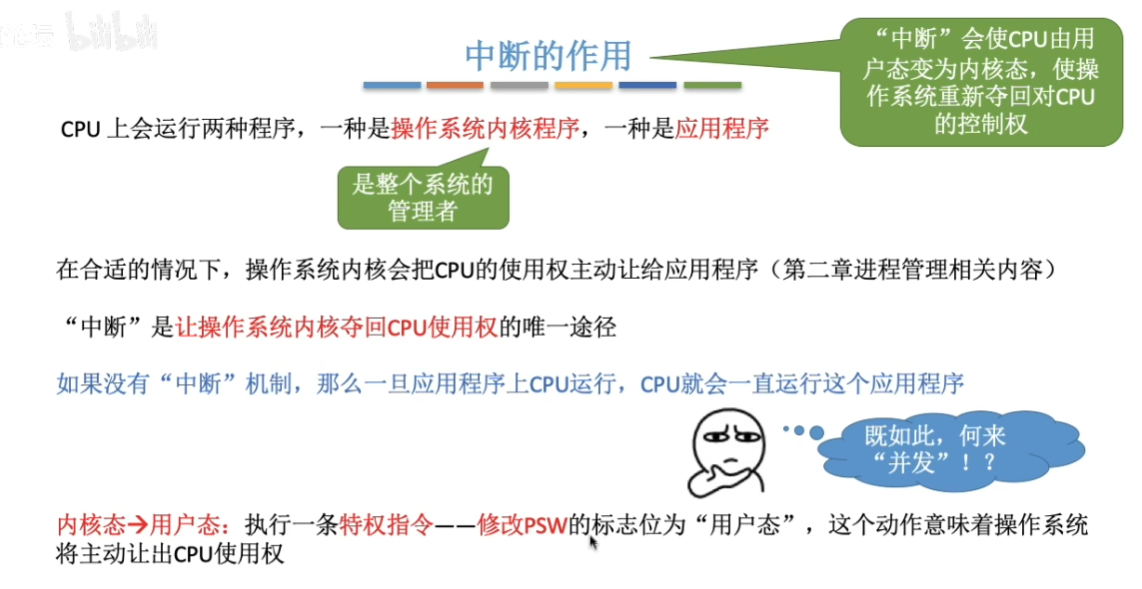 bilibili
中断的作用
“中断”会使CPU由用
户态变为内核态，使操
作系统重新夺回对CPU
的控制权
CPU 上会运行两种程序，一种是操作系统内核程序，一种是应用程序
是整个系统的
管理者
在合适的情况下，操作系统内核会把CPU的使用权主动让给应用程序（第二章进程管理相关内容）
“中断”是让操作系统内核夺回CPU使用权的唯一途径
如果没有“中断”机制，那么一旦应用程序上CPU运行，CPU就会一直运行这个应用程序
既如此，何来
“并发”！？
内核态→用户态：执行一条特权指令——修改PSW的标志位为“用户态”，这个动作意味着操作系统
将主动让出CPU使用权